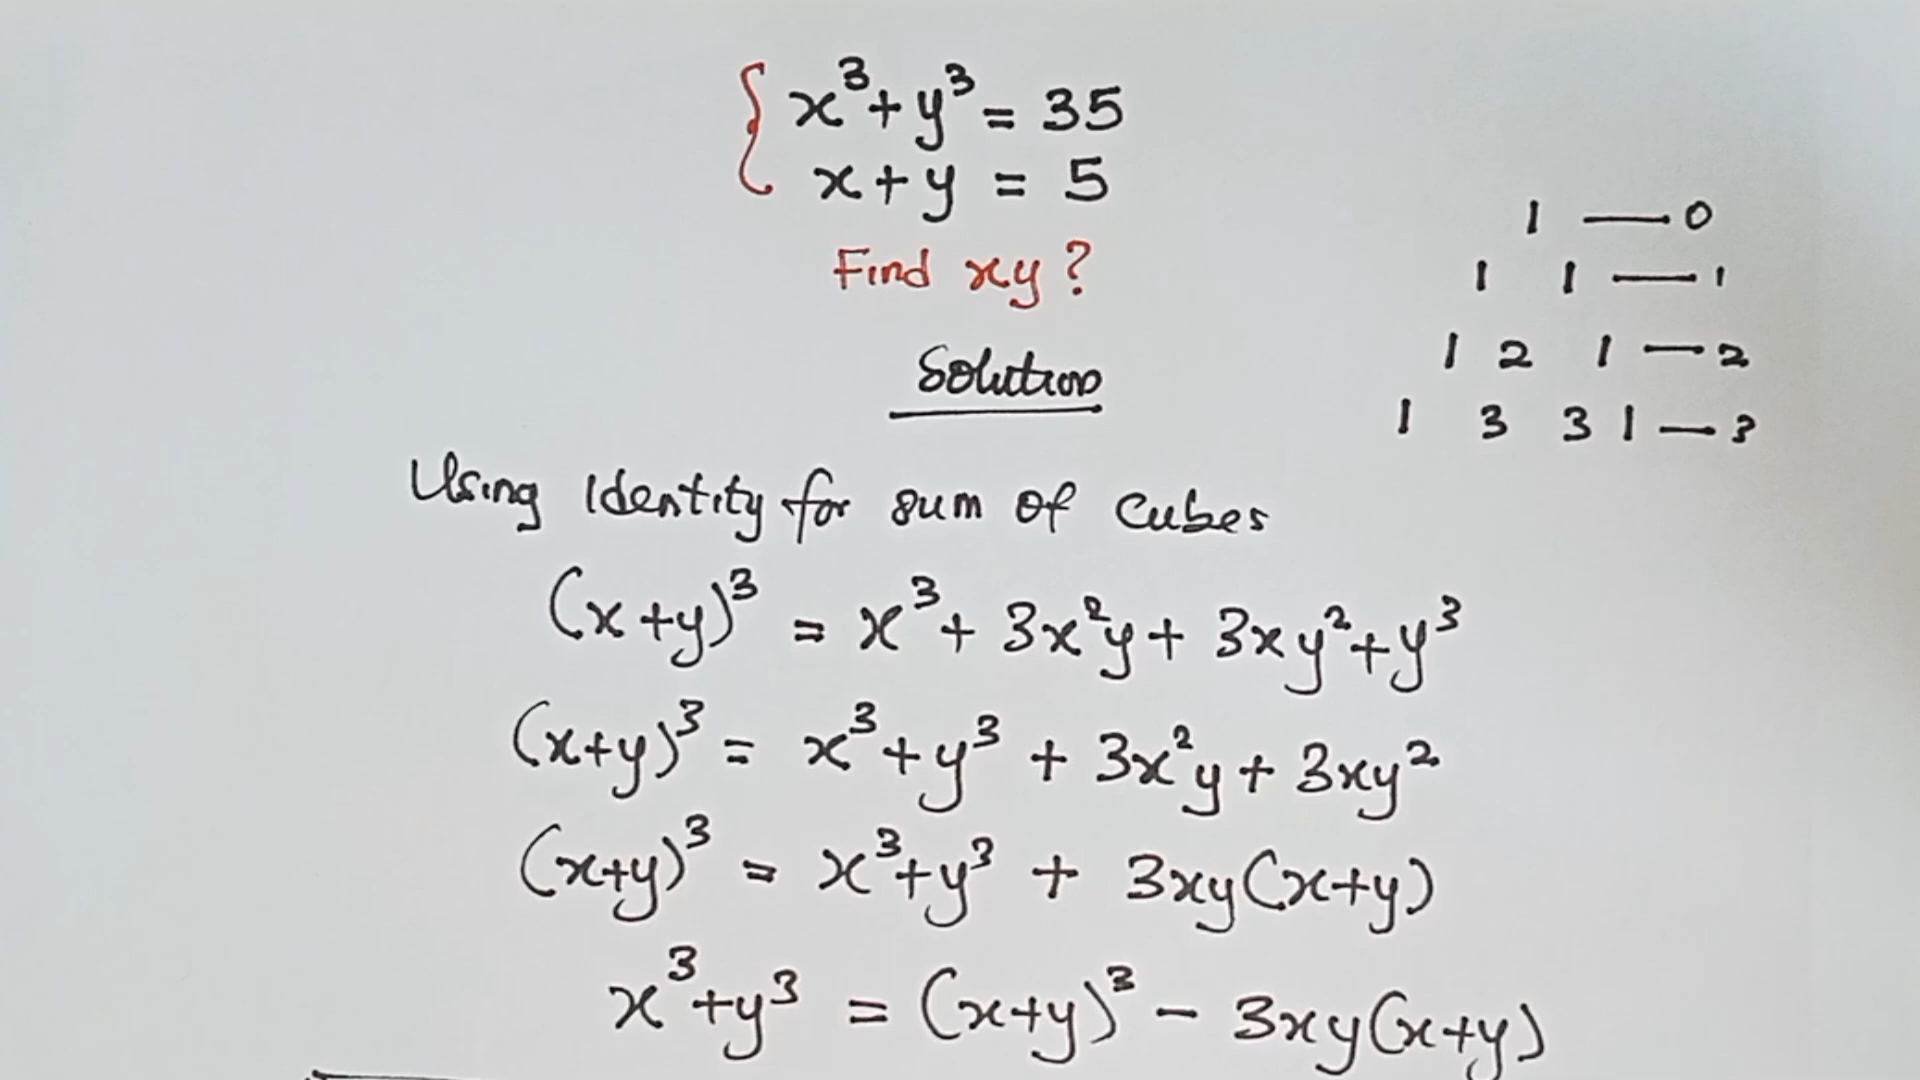 x³+y³ = 35
x+y = 5
Find xy?
Solution
1 — 0
1 1 — 1
1 2 1 — 2
1 3 3 1 — 3
Using Identity for sum of cubes
(x+y)³ = x³+ 3x²y + 3xy²+y³
(x+y)³ = x³+y³ + 3x²y + 3xy²
(x+y)³ = x³+y³ + 3xy(x+y)
x³+y³ = (x+y)³ - 3xy(x+y)